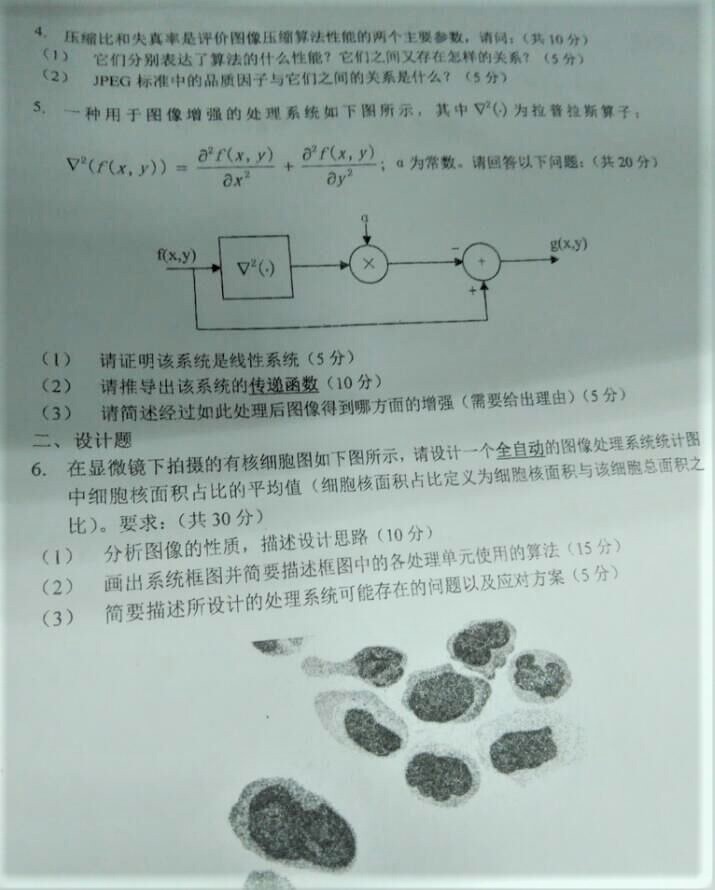 4. 压缩比和失真率是评价图像压缩算法性能的两个主要参数，请问：（共 10 分）
（1） 它们分别表达了算法的什么性能？它们之间又存在怎样的关系？（5 分）
（2） JPEG 标准中的品质因子与它们之间的关系是什么？（5 分）
5. 一种用于图像增强的处理系统如下图所示，其中 ∇²(·) 为拉普拉斯算子：
∇²(f(x, y)) = ∂²f(x, y)/∂x² + ∂²f(x, y)/∂y² ；α 为常数。请回答以下问题：（共 20 分）
α
f(x,y) ∇²(·) × − + g(x,y)
+
（1） 请证明该系统是线性系统（5 分）
（2） 请推导出该系统的传递函数（10 分）
（3） 请简述经过如此处理后图像得到哪方面的增强（需要给出理由）（5 分）
二、设计题
6. 在显微镜下拍摄的有核细胞图如下图所示，请设计一个全自动的图像处理系统统计图
中细胞核面积占比的平均值（细胞核面积占比定义为细胞核面积与该细胞总面积之
比）。要求：（共 30 分）
（1） 分析图像的性质，描述设计思路（10 分）
（2） 画出系统框图并简要描述框图中的各处理单元使用的算法（15 分）
（3） 简要描述所设计的处理系统可能存在的问题以及应对方案（5 分）